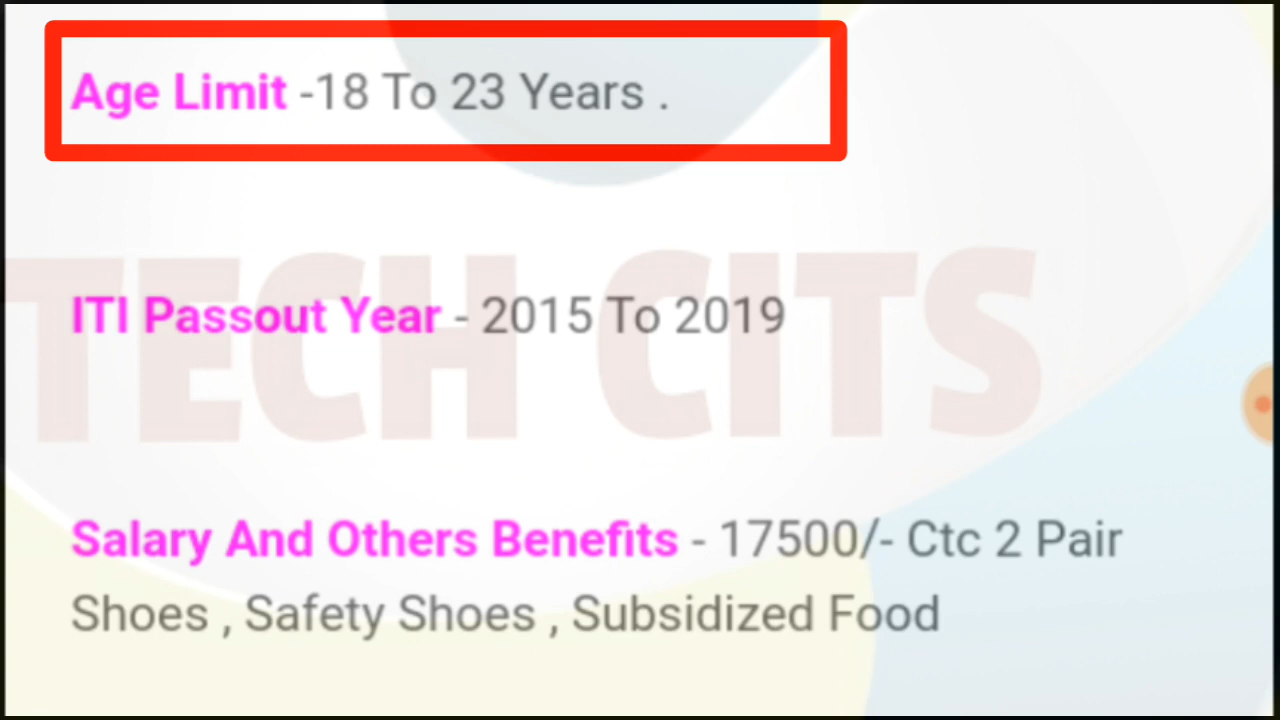 Age Limit -18 To 23 Years .
TECH CITS
ITI Passout Year - 2015 To 2019
Salary And Others Benefits - 17500/- Ctc 2 Pair
Shoes , Safety Shoes , Subsidized Food